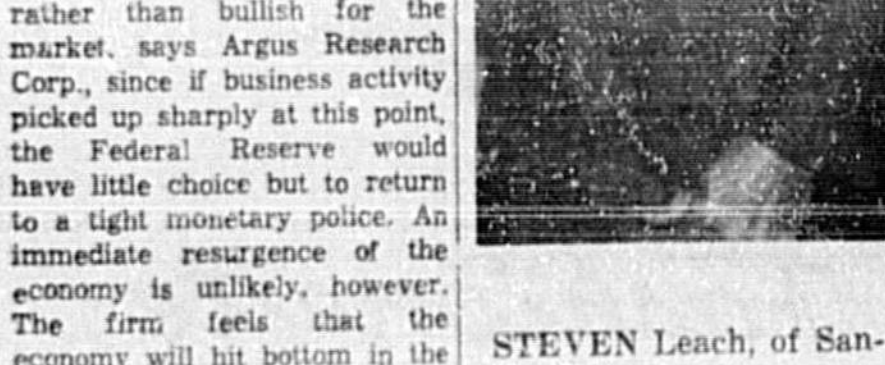 rather than bullish for the
market, says Argus Research
Corp., since if business activity
picked up sharply at this point,
the Federal Reserve would
have little choice but to return
to a tight monetary police. An
immediate resurgence of the
economy is unlikely, however.
The firm feels that the
economy will hit bottom in the
STEVEN Leach, of San-